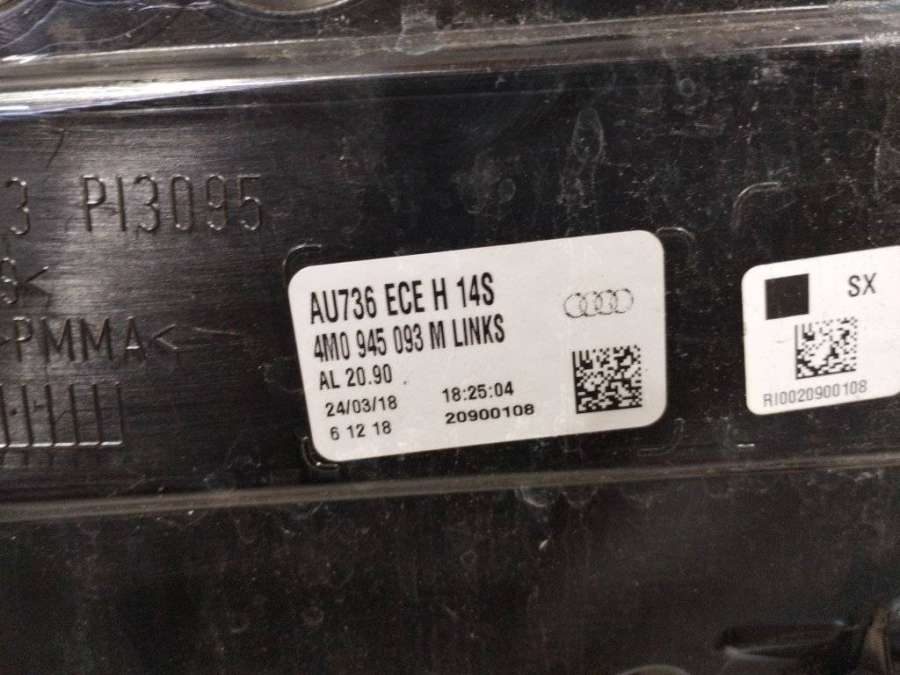 3 PI3095
>PMMA<
AU736 ECE H 14S
4M0 945 093 M LINKS
AL 20.90
24/03/18 18:25:04
6 12 18 20900108
SX
RI0020900108